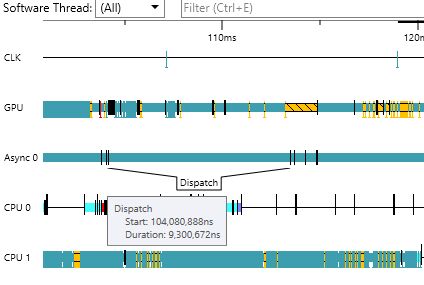 Software Thread: (All) Filter (Ctrl+E)
110ms 120m
CLK
GPU
Async 0
Dispatch
CPU 0
Dispatch
Start: 104,080,888ns
Duration: 9,300,672ns
CPU 1